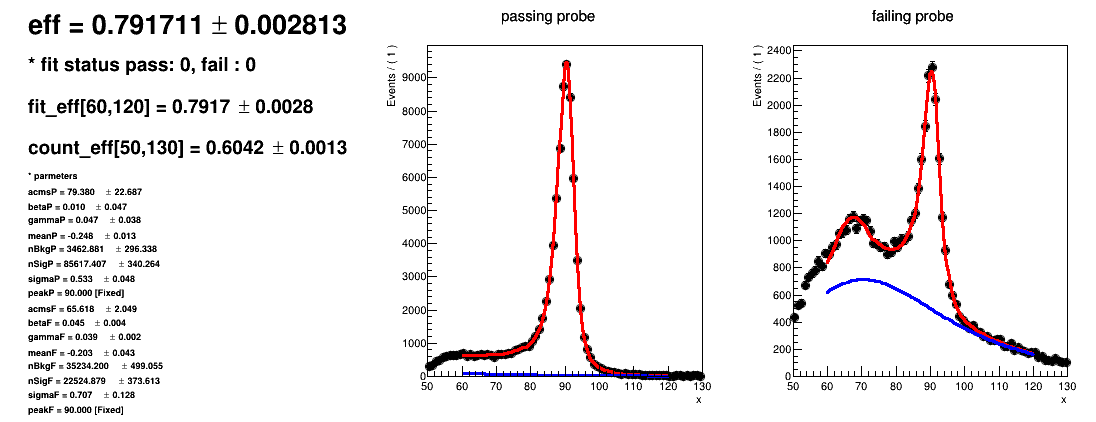 eff = 0.791711 ± 0.002813
* fit status pass: 0, fail : 0
fit_eff[60,120] = 0.7917 ± 0.0028
count_eff[50,130] = 0.6042 ± 0.0013
* parmeters
acmsP = 79.380 ± 22.687
betaP = 0.010 ± 0.047
gammaP = 0.047 ± 0.038
meanP = -0.248 ± 0.013
nBkgP = 3462.881 ± 296.338
nSigP = 85617.407 ± 340.264
sigmaP = 0.533 ± 0.048
peakP = 90.000 [Fixed]
acmsF = 65.618 ± 2.049
betaF = 0.045 ± 0.004
gammaF = 0.039 ± 0.002
meanF = -0.203 ± 0.043
nBkgF = 35234.200 ± 499.055
nSigF = 22524.879 ± 373.613
sigmaF = 0.707 ± 0.128
peakF = 90.000 [Fixed]
passing probe
Events / ( 1 )
9000
8000
7000
6000
5000
4000
3000
2000
1000
0
50 60 70 80 90 100 110 120 130
x
failing probe
Events / ( 1 )
2400
2200
2000
1800
1600
1400
1200
1000
800
600
400
200
0
50 60 70 80 90 100 110 120 130
x